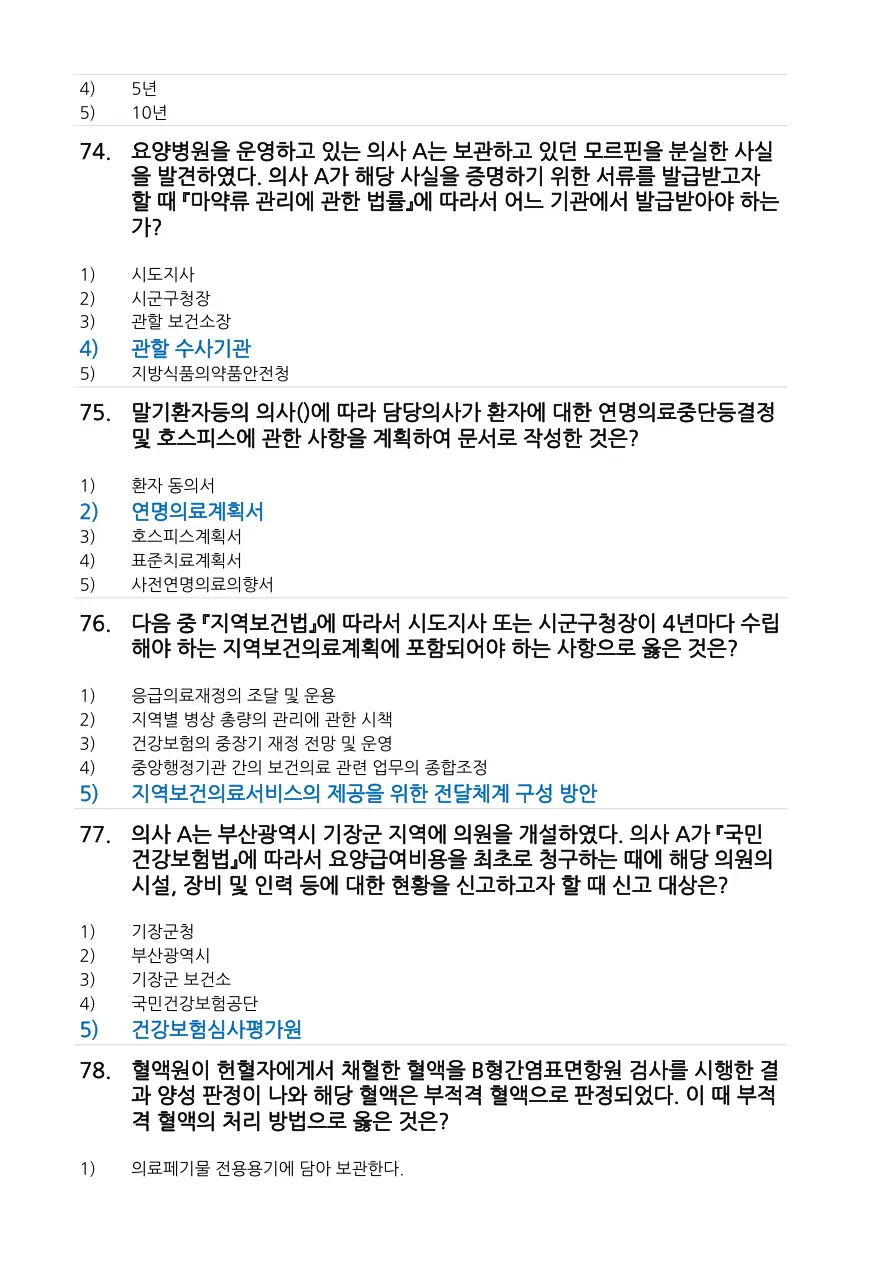 4) 5년
5) 10년
74. 요양병원을 운영하고 있는 의사 A는 보관하고 있던 모르핀을 분실한 사실
을 발견하였다. 의사 A가 해당 사실을 증명하기 위한 서류를 발급받고자
할 때 『마약류 관리에 관한 법률』에 따라서 어느 기관에서 발급받아야 하는
가?
1) 시도지사
2) 시군구청장
3) 관할 보건소장
4) 관할 수사기관
5) 지방식품의약품안전청
75. 말기환자등의 의사()에 따라 담당의사가 환자에 대한 연명의료중단등결정
및 호스피스에 관한 사항을 계획하여 문서로 작성한 것은?
1) 환자 동의서
2) 연명의료계획서
3) 호스피스계획서
4) 표준치료계획서
5) 사전연명의료의향서
76. 다음 중 『지역보건법』에 따라서 시도지사 또는 시군구청장이 4년마다 수립
해야 하는 지역보건의료계획에 포함되어야 하는 사항으로 옳은 것은?
1) 응급의료재정의 조달 및 운용
2) 지역별 병상 총량의 관리에 관한 시책
3) 건강보험의 중장기 재정 전망 및 운영
4) 중앙행정기관 간의 보건의료 관련 업무의 종합조정
5) 지역보건의료서비스의 제공을 위한 전달체계 구성 방안
77. 의사 A는 부산광역시 기장군 지역에 의원을 개설하였다. 의사 A가 『국민
건강보험법』에 따라서 요양급여비용을 최초로 청구하는 때에 해당 의원의
시설, 장비 및 인력 등에 대한 현황을 신고하고자 할 때 신고 대상은?
1) 기장군청
2) 부산광역시
3) 기장군 보건소
4) 국민건강보험공단
5) 건강보험심사평가원
78. 혈액원이 헌혈자에게서 채혈한 혈액을 B형간염표면항원 검사를 시행한 결
과 양성 판정이 나와 해당 혈액은 부적격 혈액으로 판정되었다. 이 때 부적
격 혈액의 처리 방법으로 옳은 것은?
1) 의료폐기물 전용용기에 담아 보관한다.